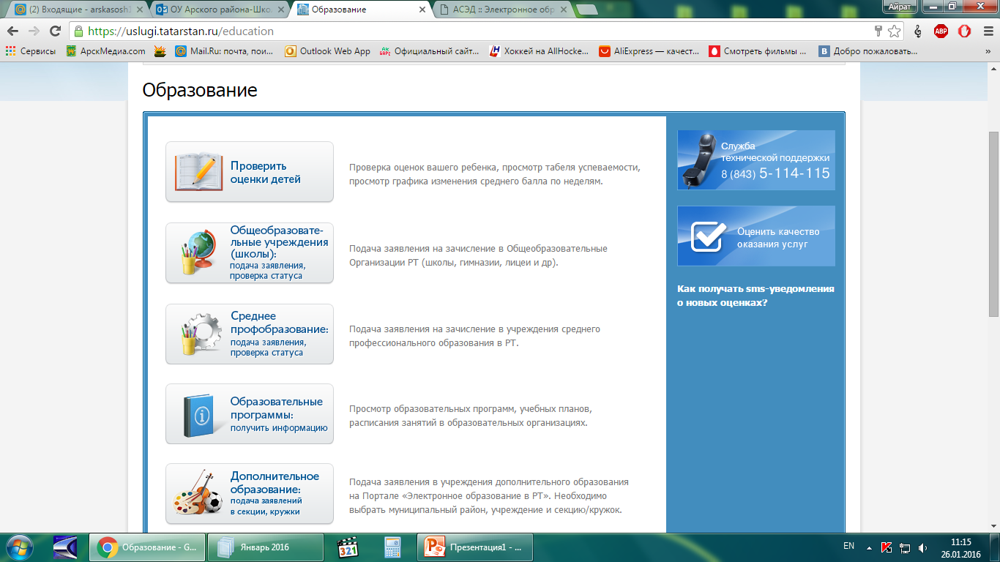 (2) Входящие - arskasosh1
ОУ Арского района-Шко
Образование
АСЭД :: Электронное обр
Айрат
https://uslugi.tatarstan.ru/education
ABP
Сервисы
АрскМедиа.com
Mail.Ru: почта, пои...
Outlook Web App
Официальный сайт...
Хоккей на AllHocke...
AliExpress — качест...
Смотреть фильмы ...
Добро пожаловать...
»
Образование
Проверить
оценки детей
Проверка оценок вашего ребенка, просмотр табеля успеваемости,
просмотр графика изменения среднего балла по неделям.
Общеобразовате-
льные учреждения
(школы):
подача заявления,
проверка статуса
Подача заявления на зачисление в Общеобразовательные
Организации РТ (школы, гимназии, лицеи и др).
Среднее
профобразование:
подача заявления,
проверка статуса
Подача заявления на зачисление в учреждения среднего
профессионального образования в РТ.
Образовательные
программы:
получить информацию
Просмотр образовательных программ, учебных планов,
расписания занятий в образовательных организациях.
Дополнительное
образование:
подача заявлений
в секции, кружки
Подача заявления в учреждения дополнительного образования
на Портале «Электронное образование в РТ». Необходимо
выбрать муниципальный район, учреждение и секцию/кружок.
Служба
технической поддержки
8 (843) 5-114-115
Оценить качество
оказания услуг
Как получать sms-уведомления
о новых оценках?
Образование - G...
Январь 2016
321
Презентация1 - ...
EN
11:15
26.01.2016